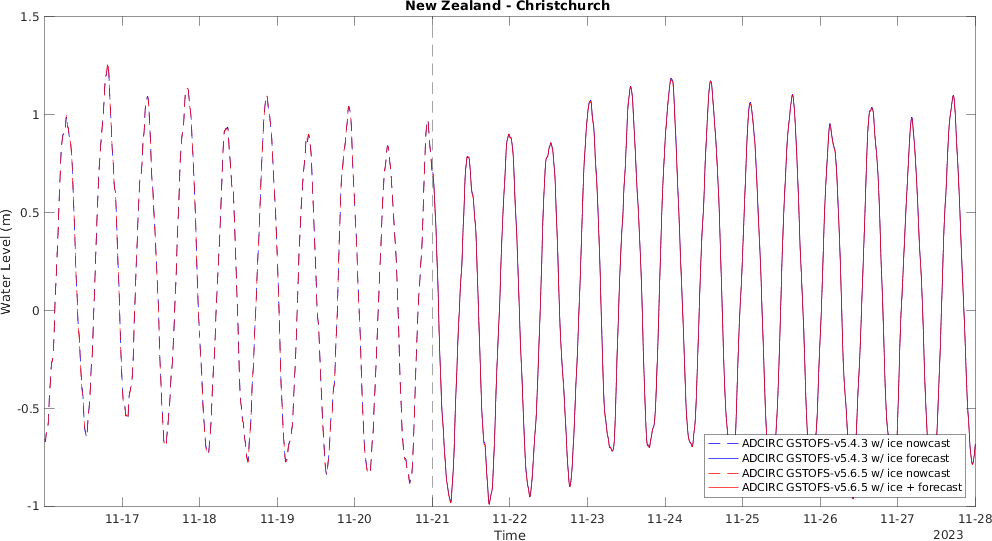 New Zealand - Christchurch
1.5
1
0.5
0
-0.5
-1
Water Level (m)
ADCIRC GSTOFS-v5.4.3 w/ ice nowcast
ADCIRC GSTOFS-v5.4.3 w/ ice forecast
ADCIRC GSTOFS-v5.6.5 w/ ice nowcast
ADCIRC GSTOFS-v5.6.5 w/ ice + forecast
11-17 11-18 11-19 11-20 11-21 11-22 11-23 11-24 11-25 11-26 11-27 11-28
Time
2023